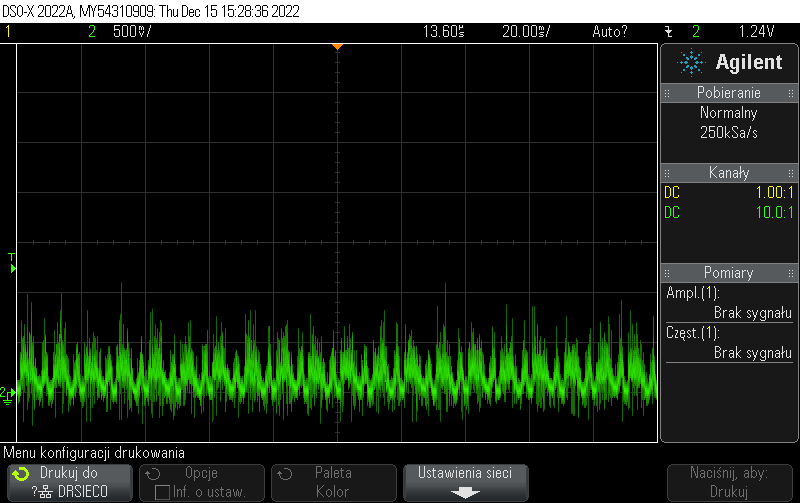 DSO-X 2022A, MY54310909: Thu Dec 15 15:28:36 2022
1 2 500㎷/ 13.60㎳ 20.00㎳/ Auto? 2 1.24V
Agilent
Pobieranie
Normalny
250kSa/s
Kanały
DC 1.00:1
DC 10.0:1
T
Pomiary
Ampl.(1):
Brak sygnału
Częst.(1):
Brak sygnału
2
Menu konfiguracji drukowania
Drukuj do
? DRSIECO
Opcje
Inf. o ustaw.
Paleta
Kolor
Ustawienia sieci
Naciśnij, aby:
Drukuj